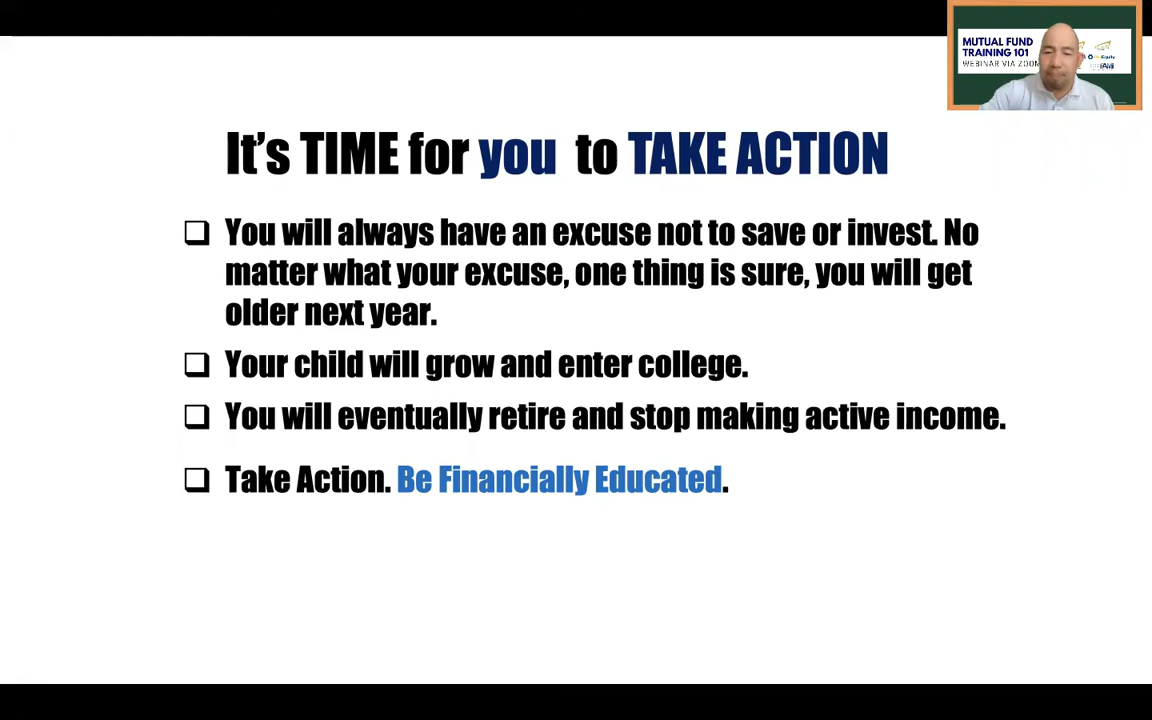 MUTUAL FUND
TRAINING 101
WEBINAR VIA ZOOM
It's TIME for you to TAKE ACTION
❑ You will always have an excuse not to save or invest. No
matter what your excuse, one thing is sure, you will get
older next year.
❑ Your child will grow and enter college.
❑ You will eventually retire and stop making active income.
❑ Take Action. Be Financially Educated.